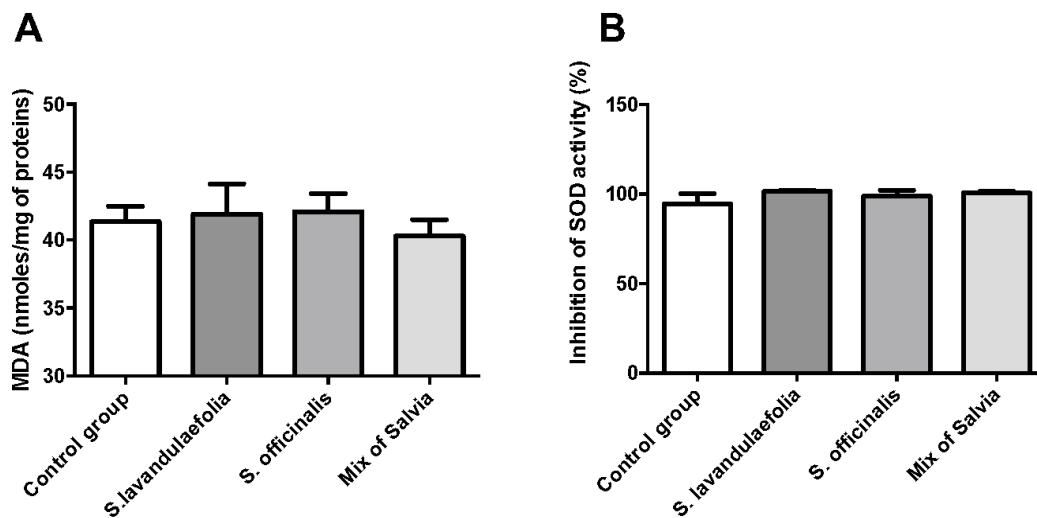 A
MDA (nmoles/mg of proteins)
50
45
40
35
30
Control group
S.lavandulaefolia
S. officinalis
Mix of Salvia
B
Inhibition of SOD activity (%)
150
100
50
0
Control group
S. lavandulaefolia
S. officinalis
Mix of Salvia